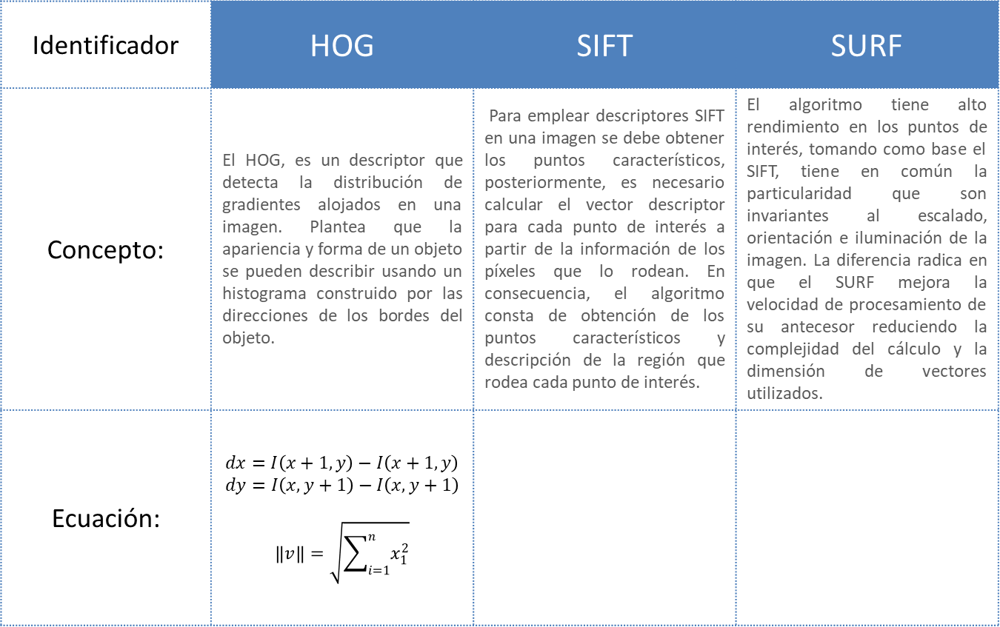 Identificador
HOG
SIFT
SURF
Concepto:
El HOG, es un descriptor que
detecta la distribución de
gradientes alojados en una
imagen. Plantea que la
apariencia y forma de un objeto
se pueden describir usando un
histograma construido por las
direcciones de los bordes del
objeto.
Para emplear descriptores SIFT
en una imagen se debe obtener
los puntos característicos,
posteriormente, es necesario
calcular el vector descriptor
para cada punto de interés a
partir de la información de los
píxeles que lo rodean. En
consecuencia, el algoritmo
consta de obtención de los
puntos característicos y
descripción de la región que
rodea cada punto de interés.
El algoritmo tiene alto
rendimiento en los puntos de
interés, tomando como base el
SIFT, tiene en común la
particularidad que son
invariantes al escalado,
orientación e iluminación de la
imagen. La diferencia radica en
que el SURF mejora la
velocidad de procesamiento de
su antecesor reduciendo la
complejidad del cálculo y la
dimensión de vectores
utilizados.
Ecuación:
dx = I(x + 1, y) − I(x + 1, y)
dy = I(x, y + 1) − I(x, y + 1)
‖v‖ = √∑ⁿᵢ₌₁ x₁²